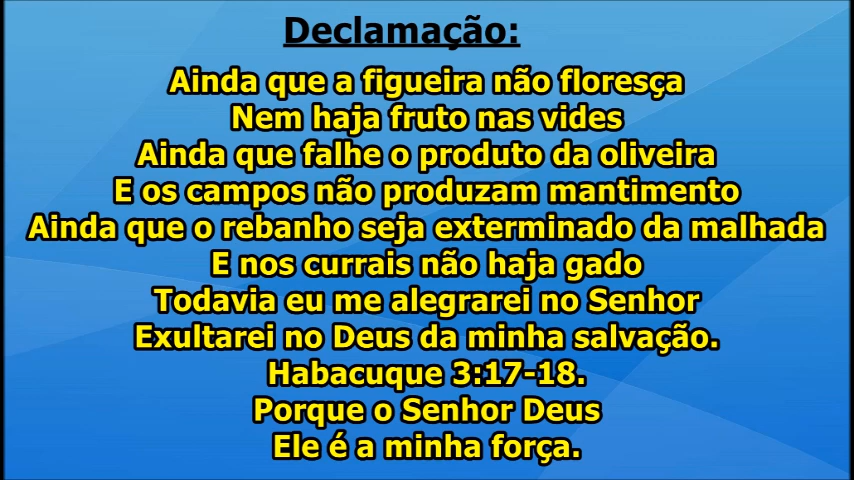 Declamação:
Ainda que a figueira não floresça
Nem haja fruto nas vides
Ainda que falhe o produto da oliveira
E os campos não produzam mantimento
Ainda que o rebanho seja exterminado da malhada
E nos currais não haja gado
Todavia eu me alegrarei no Senhor
Exultarei no Deus da minha salvação.
Habacuque 3:17-18.
Porque o Senhor Deus
Ele é a minha força.